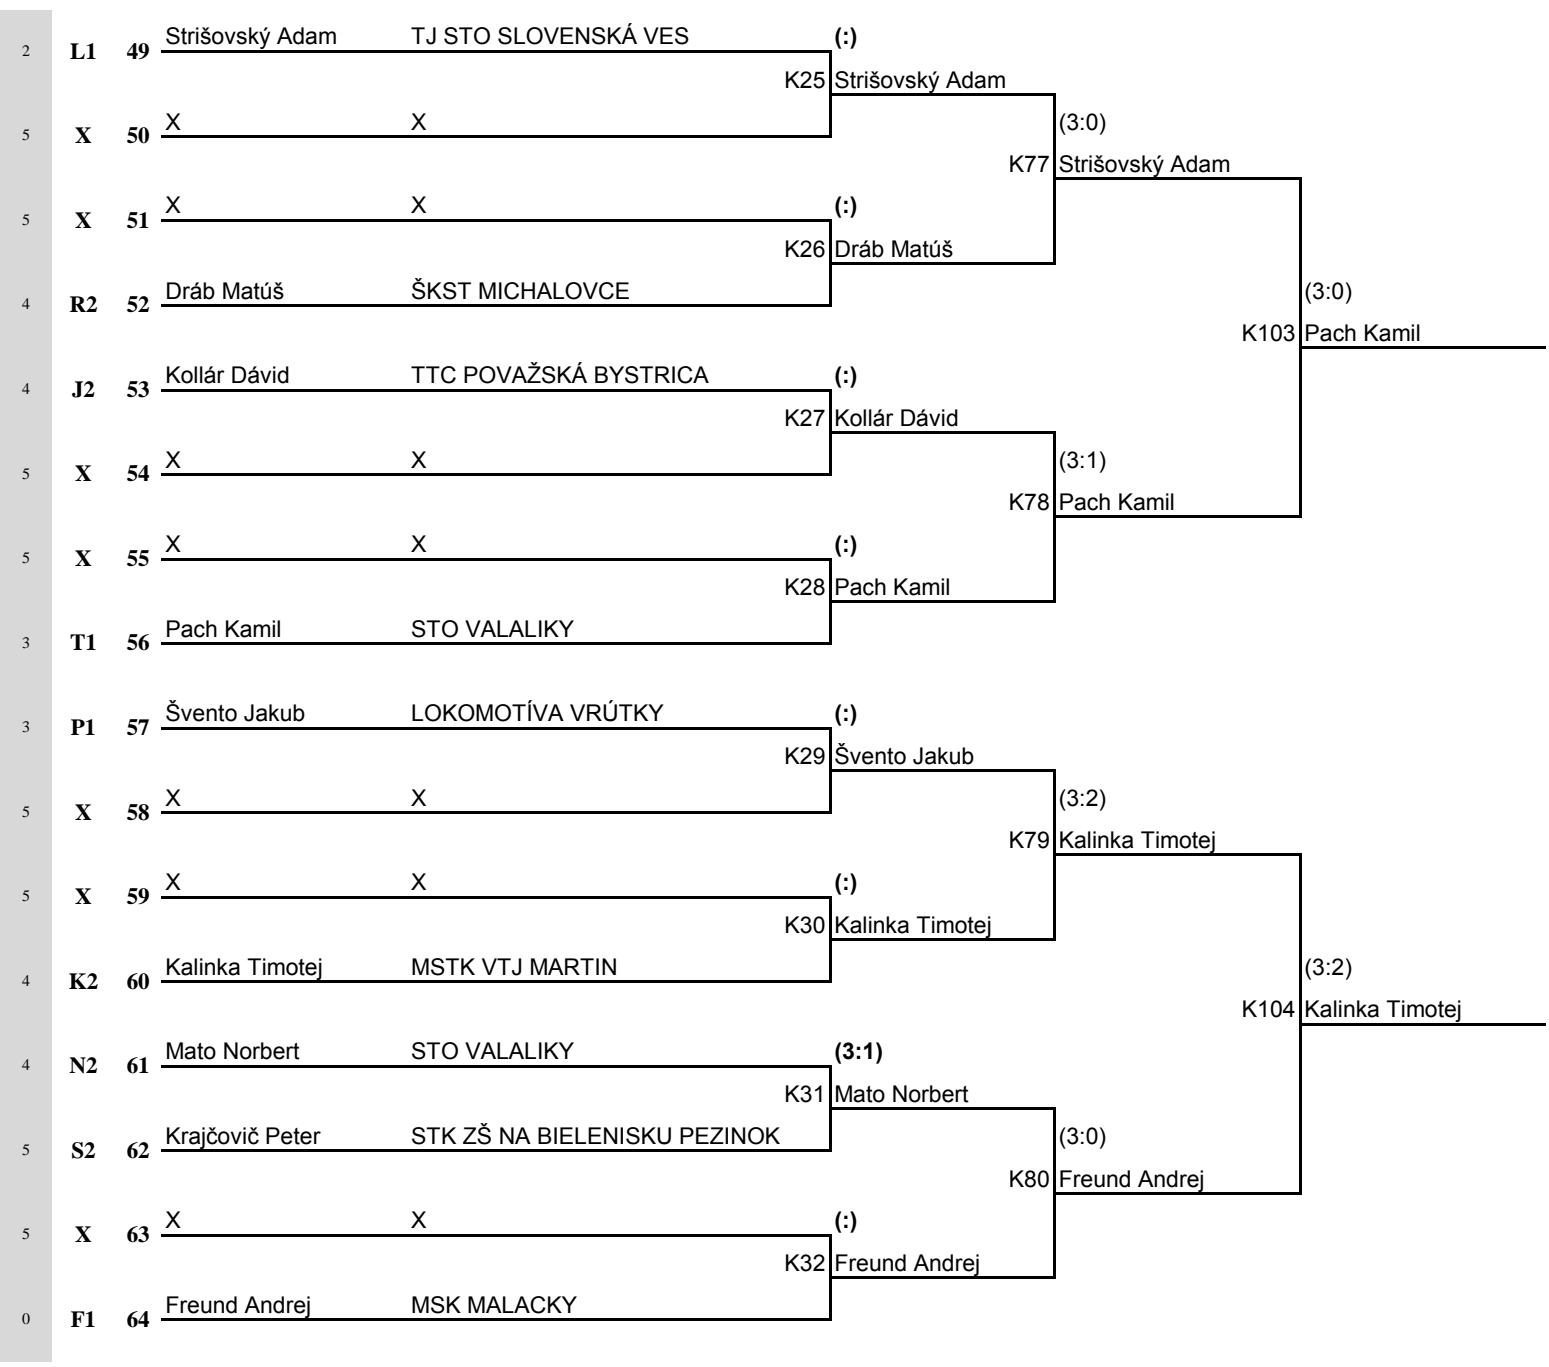 2 L1 49 Strišovský Adam TJ STO SLOVENSKÁ VES (:)
K25 Strišovský Adam
5 X 50 X X (3:0)
K77 Strišovský Adam
5 X 51 X X (:)
K26 Dráb Matúš
4 R2 52 Dráb Matúš ŠKST MICHALOVCE (3:0)
K103 Pach Kamil
4 J2 53 Kollár Dávid TTC POVAŽSKÁ BYSTRICA (:)
K27 Kollár Dávid
5 X 54 X X (3:1)
K78 Pach Kamil
5 X 55 X X (:)
K28 Pach Kamil
3 T1 56 Pach Kamil STO VALALIKY
3 P1 57 Švento Jakub LOKOMOTÍVA VRÚTKY (:)
K29 Švento Jakub
5 X 58 X X (3:2)
K79 Kalinka Timotej
5 X 59 X X (:)
K30 Kalinka Timotej
4 K2 60 Kalinka Timotej MSTK VTJ MARTIN (3:2)
K104 Kalinka Timotej
4 N2 61 Mato Norbert STO VALALIKY (3:1)
K31 Mato Norbert
5 S2 62 Krajčovič Peter STK ZŠ NA BIELENISKU PEZINOK (3:0)
K80 Freund Andrej
5 X 63 X X (:)
K32 Freund Andrej
0 F1 64 Freund Andrej MSK MALACKY